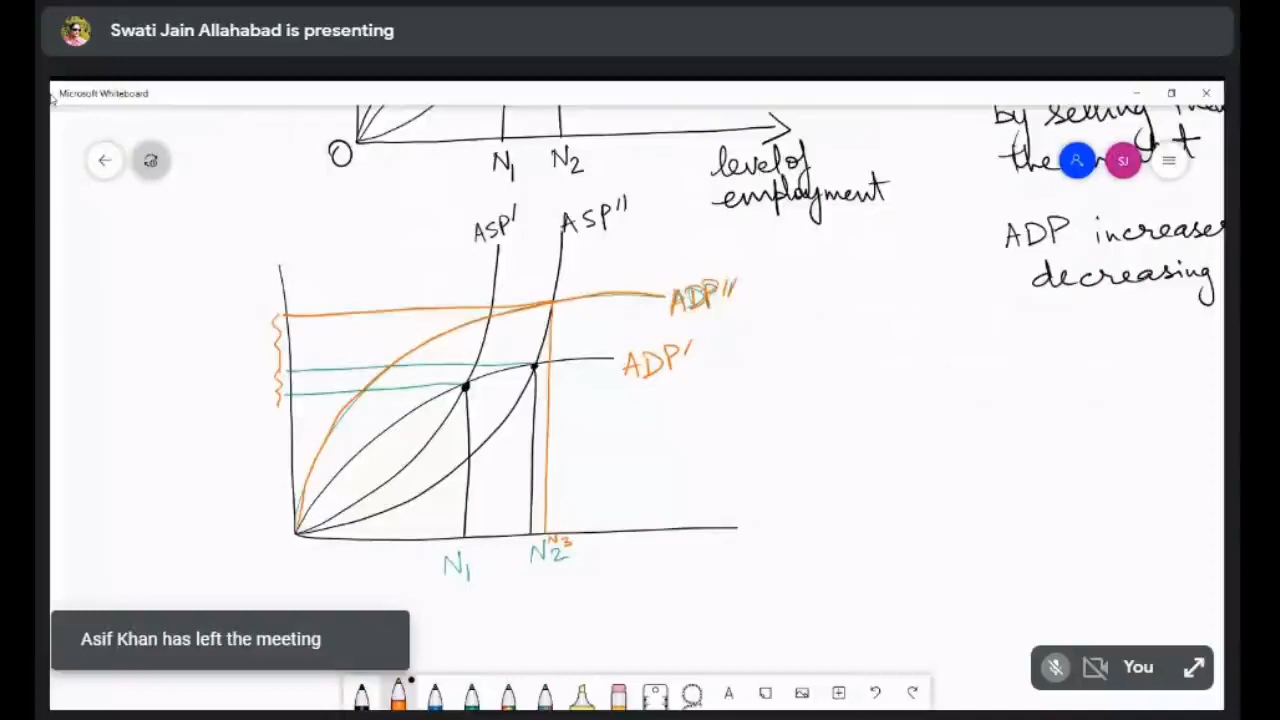 Swati Jain Allahabad is presenting
Microsoft Whiteboard
by selling
the
O
N1
N2
level of
employment
SJ
ASP'
ASP''
ADP increases
decreasing
ADP''
ADP'
N1
N2
N3
Asif Khan has left the meeting
You
A